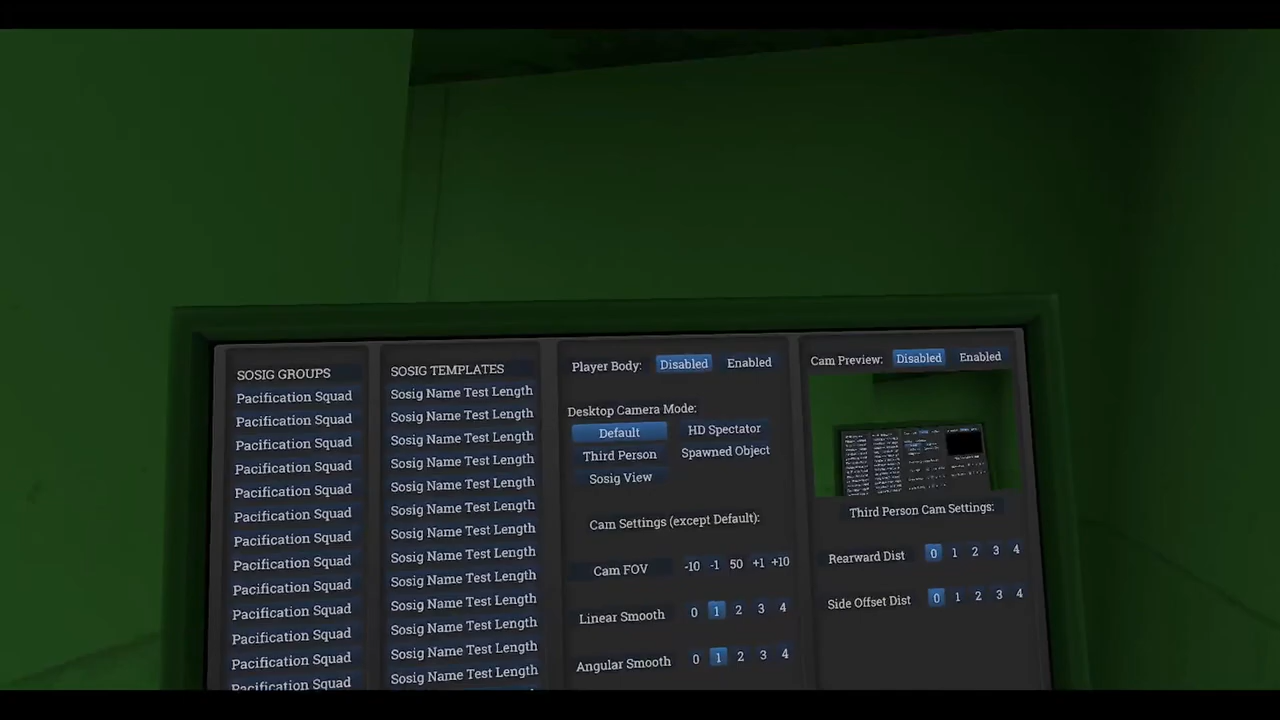 SOSIG GROUPS
Pacification Squad
Pacification Squad
Pacification Squad
Pacification Squad
Pacification Squad
Pacification Squad
Pacification Squad
Pacification Squad
Pacification Squad
Pacification Squad
Pacification Squad
Pacification Squad
Pacification Squad
SOSIG TEMPLATES
Sosig Name Test Length
Sosig Name Test Length
Sosig Name Test Length
Sosig Name Test Length
Sosig Name Test Length
Sosig Name Test Length
Sosig Name Test Length
Sosig Name Test Length
Sosig Name Test Length
Sosig Name Test Length
Sosig Name Test Length
Sosig Name Test Length
Sosig Name Test Length
Player Body: Disabled Enabled
Desktop Camera Mode:
Default HD Spectator
Third Person Spawned Object
Sosig View
Cam Settings (except Default):
Cam FOV -10 -1 50 +1 +10
Linear Smooth 0 1 2 3 4
Angular Smooth 0 1 2 3 4
Cam Preview: Disabled Enabled
Third Person Cam Settings:
Rearward Dist 0 1 2 3 4
Side Offset Dist 0 1 2 3 4